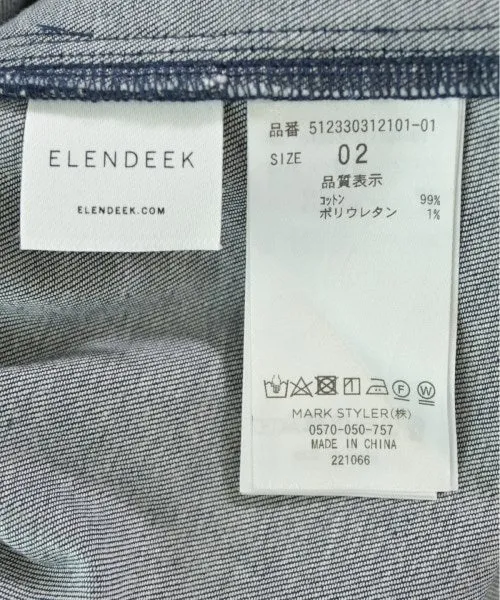 ELENDEEK
ELENDEEK.COM
品番 512330312101-01
SIZE 02
品質表示
コットン 99%
ポリウレタン 1%
F W
MARK STYLER(株)
0570-050-757
MADE IN CHINA
221066